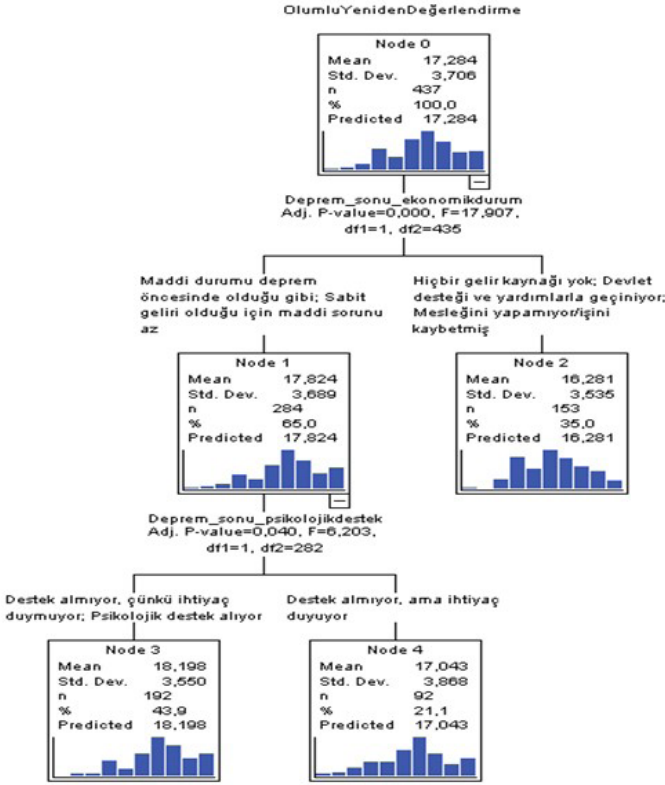 OlumluYenidenDeğerlendirme
Node 0
Mean 17,284
Std. Dev. 3,706
n 437
% 100,0
Predicted 17,284
Deprem_sonu_ekonomikdurum
Adj. P-value=0,000, F=17,907,
df1=1, df2=435
Maddi durumu deprem
öncesinde olduğu gibi; Sabit
geliri olduğu için maddi sorunu
az
Hiçbir gelir kaynağı yok; Devlet
desteği ve yardımlarla geçiniyor;
Mesleğini yapamıyor/işini
kaybetmiş
Node 1
Mean 17,824
Std. Dev. 3,689
n 284
% 65,0
Predicted 17,824
Node 2
Mean 16,281
Std. Dev. 3,535
n 153
% 35,0
Predicted 16,281
Deprem_sonu_psikolojikdestek
Adj. P-value=0,040, F=6,203,
df1=1, df2=282
Destek almıyor, çünkü ihtiyaç
duymuyor; Psikolojik destek alıyor
Destek almıyor, ama ihtiyaç
duyuyor
Node 3
Mean 18,198
Std. Dev. 3,550
n 192
% 43,9
Predicted 18,198
Node 4
Mean 17,043
Std. Dev. 3,868
n 92
% 21,1
Predicted 17,043